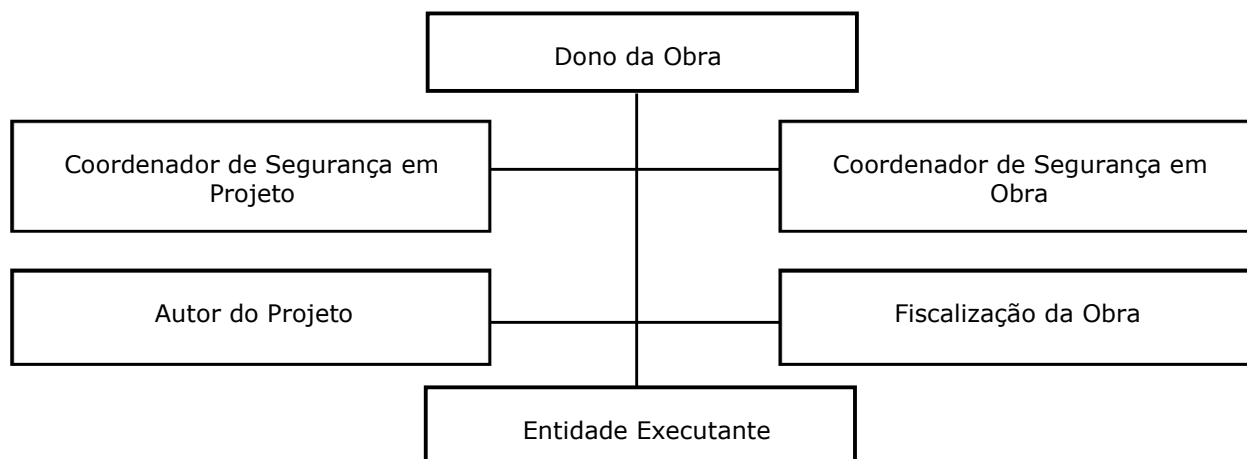 Dono da Obra
Coordenador de Segurança em
Projeto
Coordenador de Segurança em
Obra
Autor do Projeto
Fiscalização da Obra
Entidade Executante